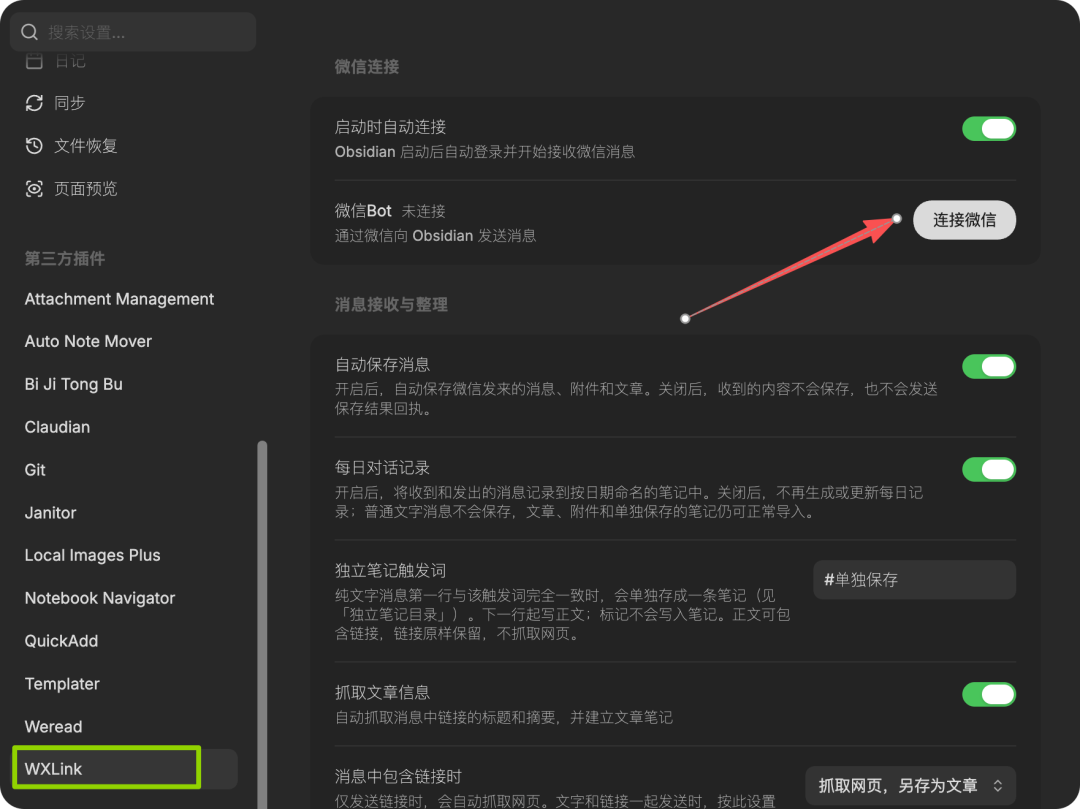 搜索设置...
日记
同步
文件恢复
页面预览
第三方插件
Attachment Management
Auto Note Mover
Bi Ji Tong Bu
Claudian
Git
Janitor
Local Images Plus
Notebook Navigator
QuickAdd
Templater
Weread
WXLink
微信连接
启动时自动连接
Obsidian 启动后自动登录并开始接收微信消息
微信Bot 未连接
通过微信向 Obsidian 发送消息
连接微信
消息接收与整理
自动保存消息
开启后，自动保存微信发来的消息、附件和文章。关闭后，收到的内容不会保存，也不会发送
保存结果回执。
每日对话记录
开启后，将收到和发出的消息记录到按日期命名的笔记中。关闭后，不再生成或更新每日记
录；普通文字消息不会保存，文章、附件和单独保存的笔记仍可正常导入。
独立笔记触发词
纯文字消息第一行与该触发词完全一致时，会单独存成一条笔记（见
「独立笔记目录」）。下一行起写正文；标记不会写入笔记。正文可包
含链接，链接原样保留，不抓取网页。
#单独保存
抓取文章信息
自动抓取消息中链接的标题和摘要，并建立文章笔记
消息中包含链接时
仅发送链接时，会自动抓取网页。文字和链接一起发送时，按此设置
抓取网页，另存为文章